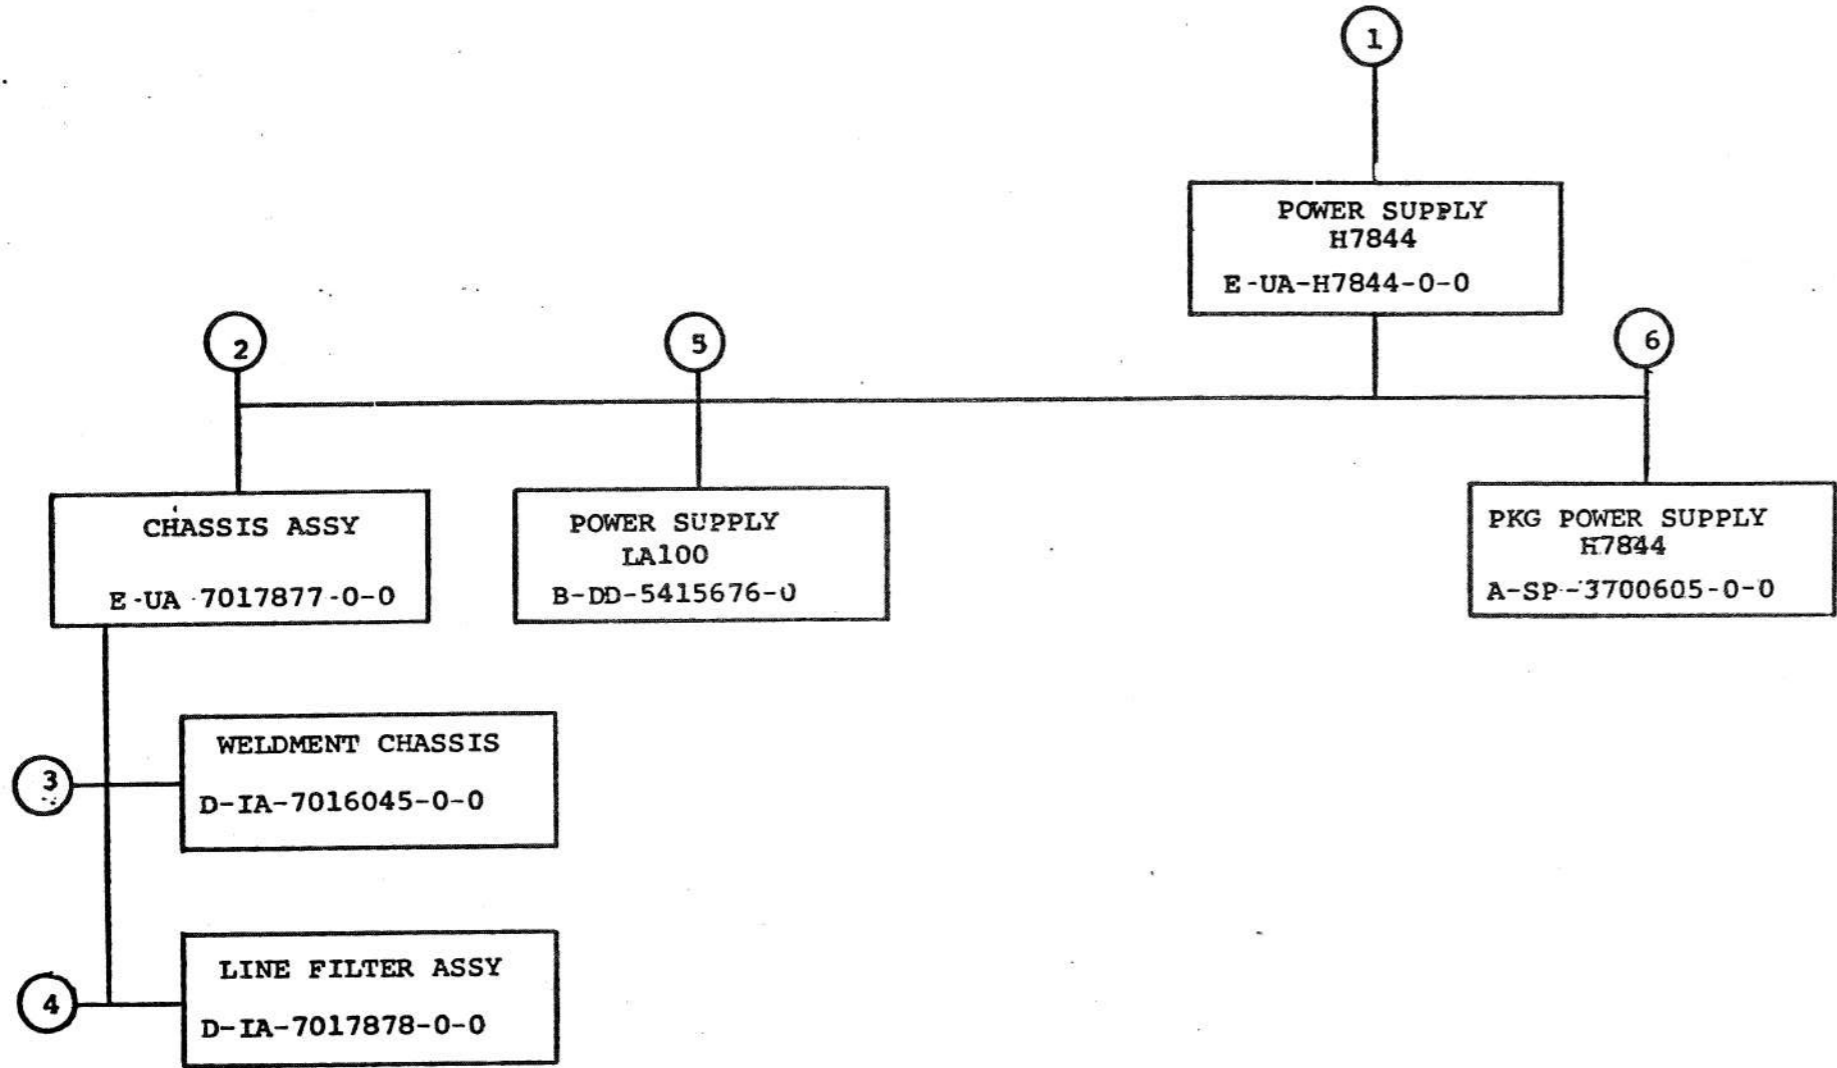 1
POWER SUPPLY
H7844
E-UA-H7844-0-0
2
5
6
CHASSIS ASSY
E-UA-7017877-0-0
POWER SUPPLY
LA100
B-DD-5415676-0
PKG POWER SUPPLY
H7844
A-SP-3700605-0-0
3
WELDMENT CHASSIS
D-IA-7016045-0-0
4
LINE FILTER ASSY
D-IA-7017878-0-0